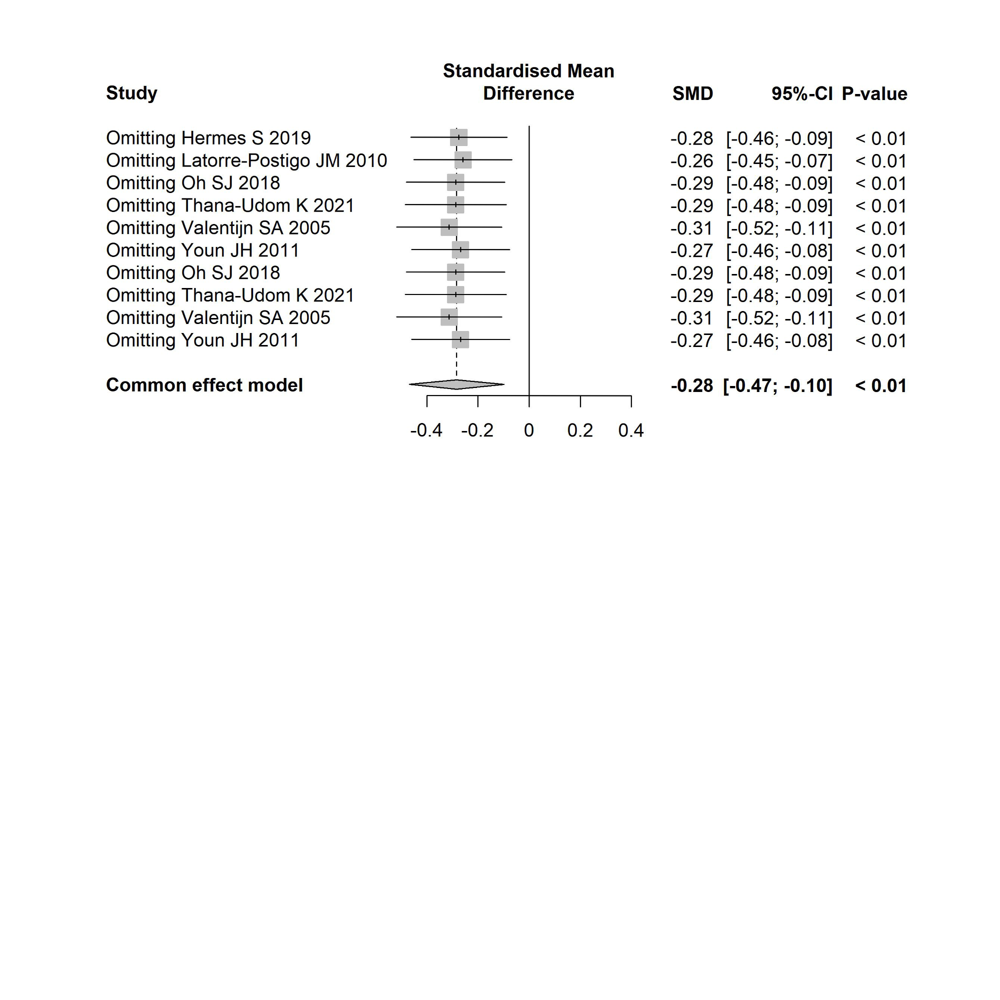 Standardised Mean
Study Difference SMD 95%-CI P-value
Omitting Hermes S 2019 -0.28 [-0.46; -0.09] < 0.01
Omitting Latorre-Postigo JM 2010 -0.26 [-0.45; -0.07] < 0.01
Omitting Oh SJ 2018 -0.29 [-0.48; -0.09] < 0.01
Omitting Thana-Udom K 2021 -0.29 [-0.48; -0.09] < 0.01
Omitting Valentijn SA 2005 -0.31 [-0.52; -0.11] < 0.01
Omitting Youn JH 2011 -0.27 [-0.46; -0.08] < 0.01
Omitting Oh SJ 2018 -0.29 [-0.48; -0.09] < 0.01
Omitting Thana-Udom K 2021 -0.29 [-0.48; -0.09] < 0.01
Omitting Valentijn SA 2005 -0.31 [-0.52; -0.11] < 0.01
Omitting Youn JH 2011 -0.27 [-0.46; -0.08] < 0.01
Common effect model -0.28 [-0.47; -0.10] < 0.01
-0.4 -0.2 0 0.2 0.4